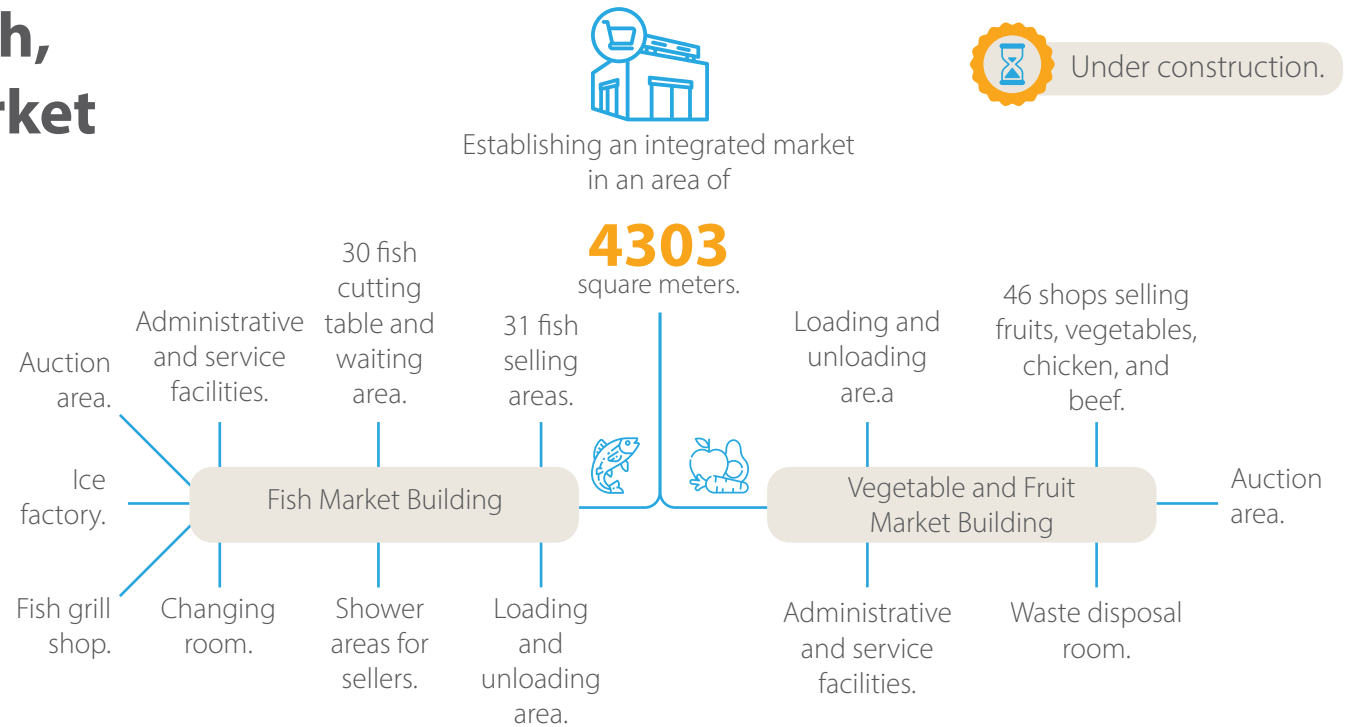 h,
rket
Under construction.
Establishing an integrated market
in an area of
4303
square meters.
Auction
area.
Administrative
and service
facilities.
30 fish
cutting
table and
waiting
area.
31 fish
selling
areas.
Loading and
unloading
are.a
46 shops selling
fruits, vegetables,
chicken, and
beef.
Ice
factory.
Fish Market Building
Vegetable and Fruit
Market Building
Auction
area.
Fish grill
shop.
Changing
room.
Shower
areas for
sellers.
Loading
and
unloading
area.
Administrative
and service
facilities.
Waste disposal
room.